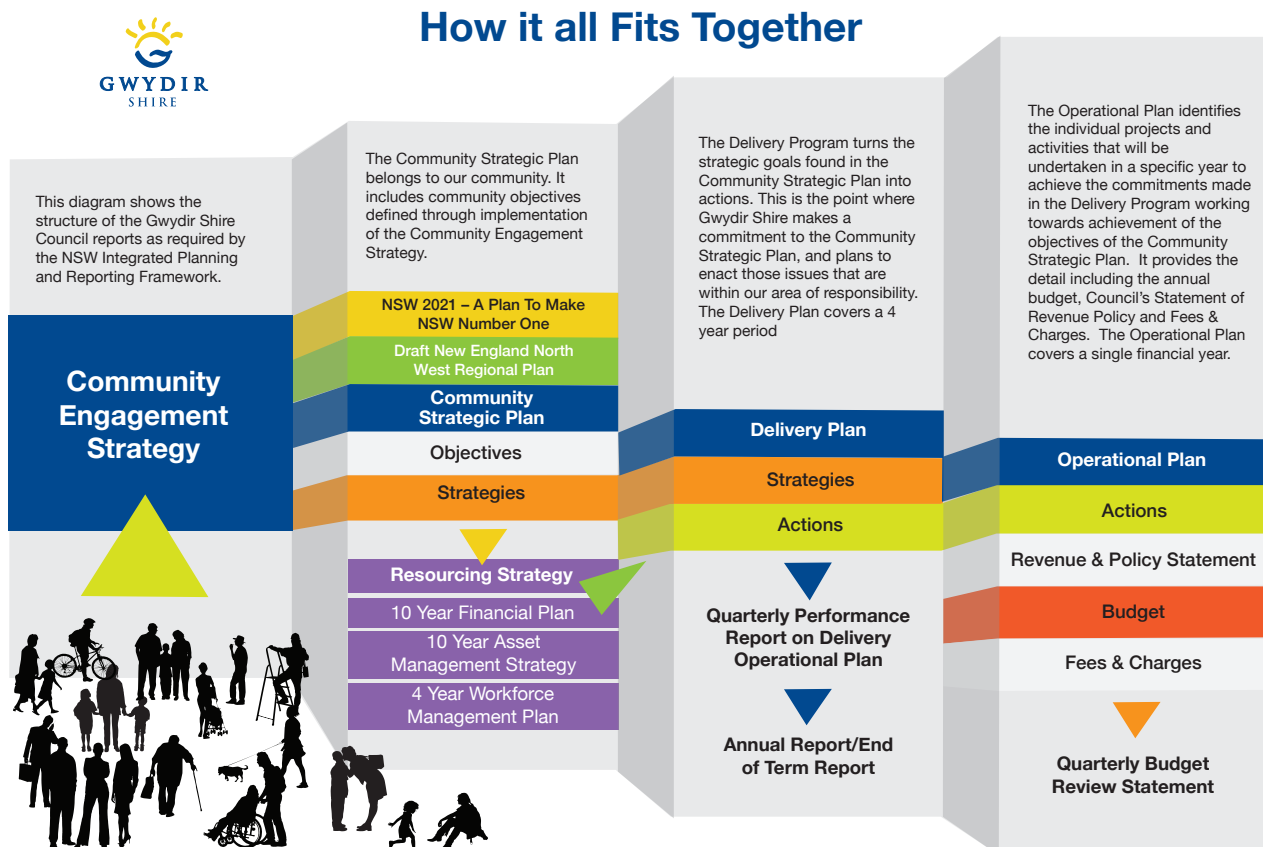 How it all Fits Together
GWYDIR
SHIRE
This diagram shows the
structure of the Gwydir Shire
Council reports as required by
the NSW Integrated Planning
and Reporting Framework.
Community
Engagement
Strategy
The Community Strategic Plan
belongs to our community. It
includes community objectives
defined through implementation
of the Community Engagement
Strategy.
NSW 2021 – A Plan To Make
NSW Number One
Draft New England North
West Regional Plan
Community
Strategic Plan
Objectives
Strategies
Resourcing Strategy
10 Year Financial Plan
10 Year Asset
Management Strategy
4 Year Workforce
Management Plan
The Delivery Program turns the
strategic goals found in the
Community Strategic Plan into
actions. This is the point where
Gwydir Shire makes a
commitment to the Community
Strategic Plan, and plans to
enact those issues that are
within our area of responsibility.
The Delivery Plan covers a 4
year period
Delivery Plan
Strategies
Actions
Quarterly Performance
Report on Delivery
Operational Plan
Annual Report/End
of Term Report
The Operational Plan identifies
the individual projects and
activities that will be
undertaken in a specific year to
achieve the commitments made
in the Delivery Program working
towards achievement of the
objectives of the Community
Strategic Plan.  It provides the
detail including the annual
budget, Council's Statement of
Revenue Policy and Fees &
Charges.  The Operational Plan
covers a single financial year.
Operational Plan
Actions
Revenue & Policy Statement
Budget
Fees & Charges
Quarterly Budget
Review Statement